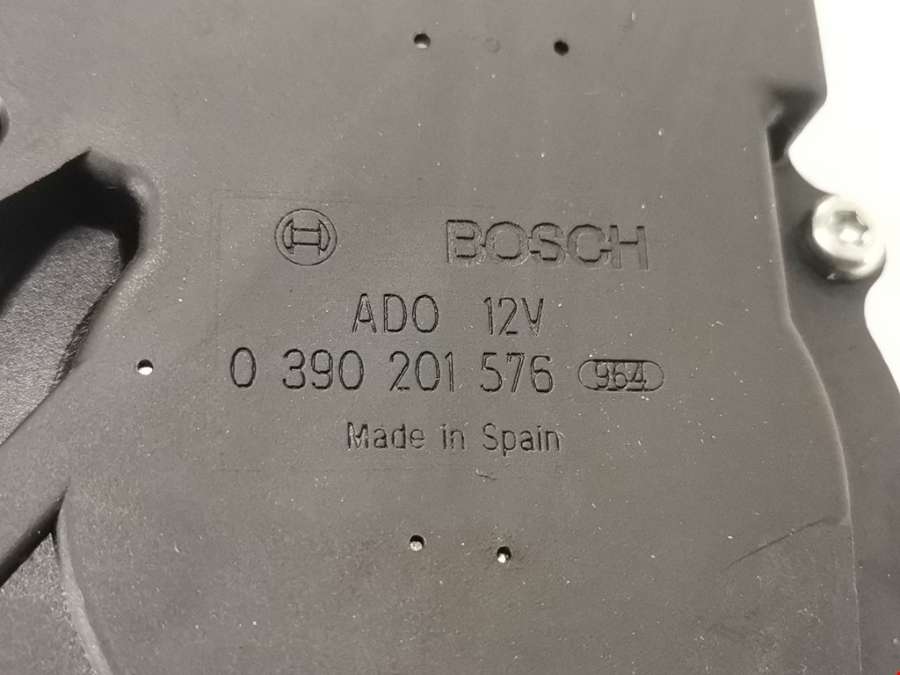 BOSCH
ADO 12V
0 390 201 576 964
Made in Spain